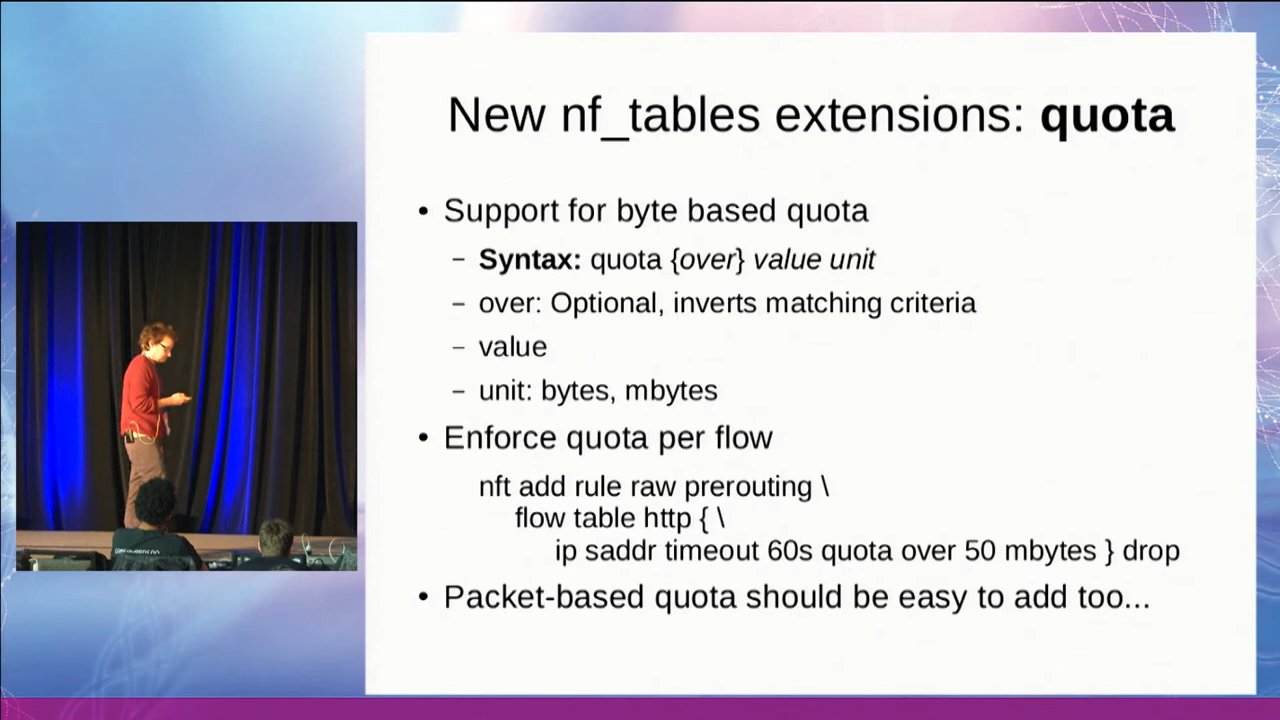 New nf_tables extensions: quota
• Support for byte based quota
– Syntax: quota {over} value unit
– over: Optional, inverts matching criteria
– value
– unit: bytes, mbytes
• Enforce quota per flow
nft add rule raw prerouting \
flow table http { \
ip saddr timeout 60s quota over 50 mbytes } drop
• Packet-based quota should be easy to add too...